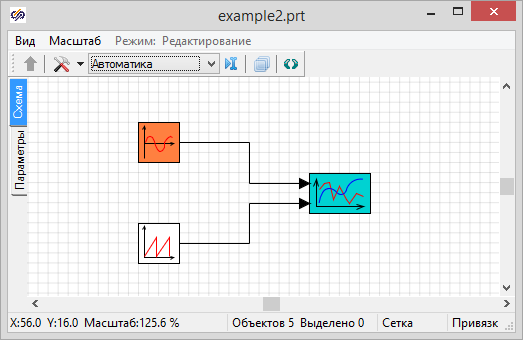 example2.prt
Вид Масштаб Режим: Редактирование
Автоматика
Схема
Параметры
X:56.0 Y:16.0 Масштаб:125.6 % Объектов 5 Выделено 0 Сетка Привязк